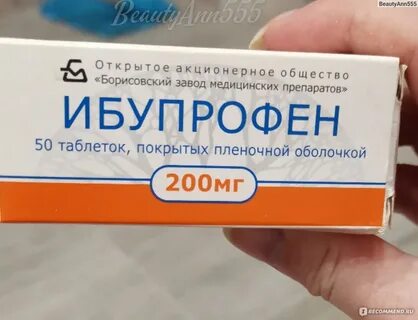 BeautyAnn555
BeautyAnn555
Открытое акционерное общество
«Борисовский завод медицинских препаратов»
ИБУПРОФЕН
50 таблеток, покрытых пленочной оболочкой
200мг
IRECOMMEND.RU